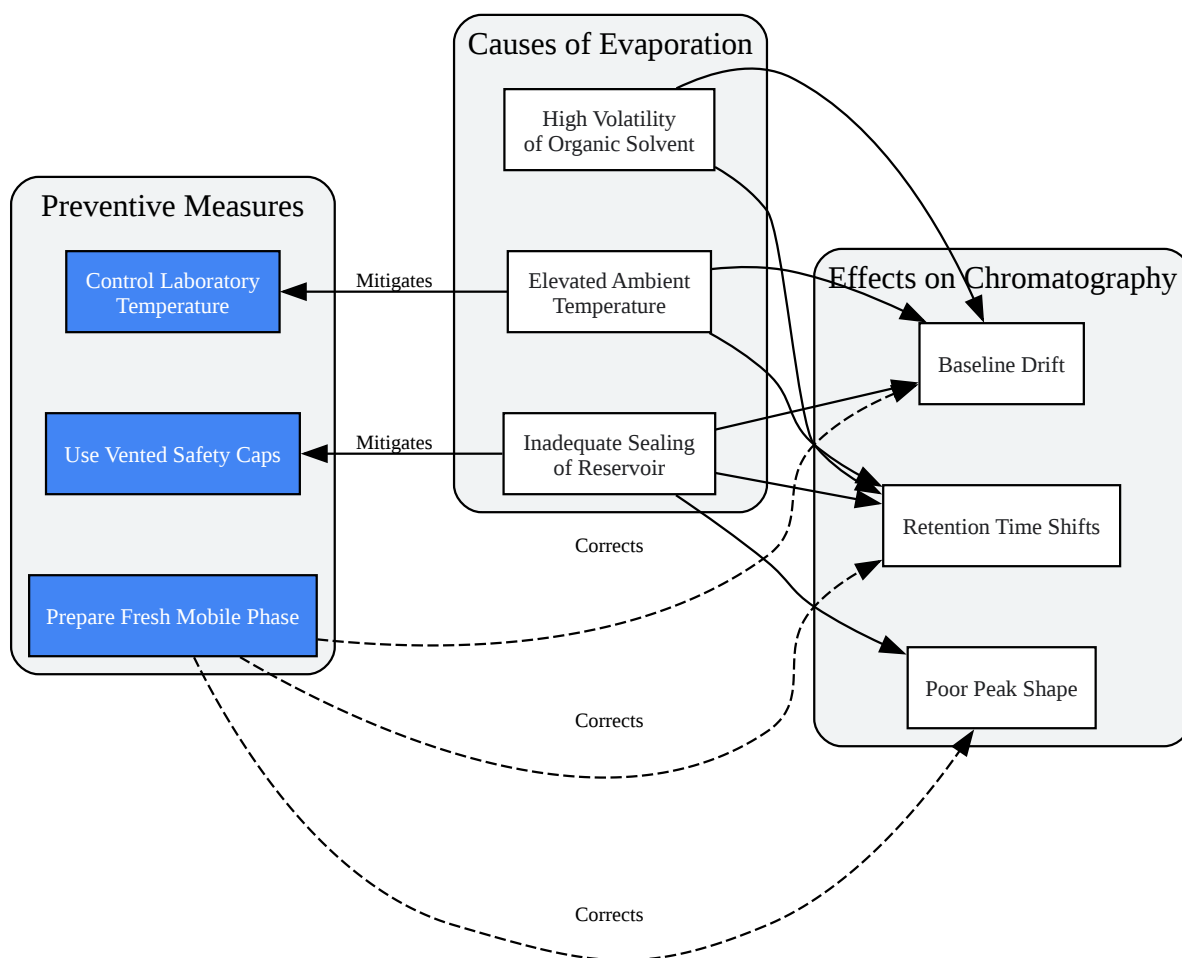 Causes of Evaporation
High Volatility
of Organic Solvent
Preventive Measures
Control Laboratory
Temperature
Mitigates
Elevated Ambient
Temperature
Effects on Chromatography
Baseline Drift
Use Vented Safety Caps
Mitigates
Inadequate Sealing
of Reservoir
Retention Time Shifts
Corrects
Prepare Fresh Mobile Phase
Poor Peak Shape
Corrects
Corrects